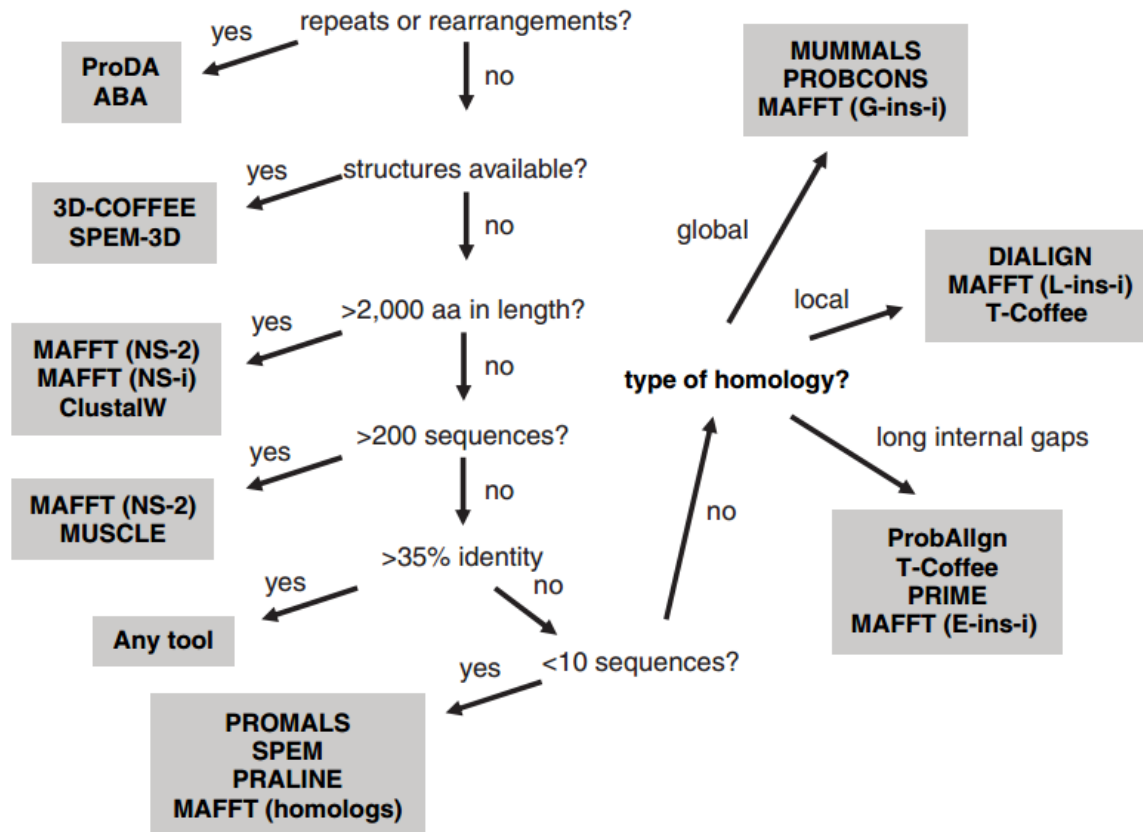 repeats or rearrangements?
yes
no
ProDA
ABA
structures available?
yes
no
3D-COFFEE
SPEM-3D
>2,000 aa in length?
yes
no
MAFFT (NS-2)
MAFFT (NS-i)
ClustalW
>200 sequences?
yes
no
MAFFT (NS-2)
MUSCLE
>35% identity
yes
no
Any tool
<10 sequences?
yes
no
PROMALS
SPEM
PRALINE
MAFFT (homologs)
type of homology?
global
MUMMALS
PROBCONS
MAFFT (G-ins-i)
local
DIALIGN
MAFFT (L-ins-i)
T-Coffee
long internal gaps
ProbAlIgn
T-Coffee
PRIME
MAFFT (E-ins-i)